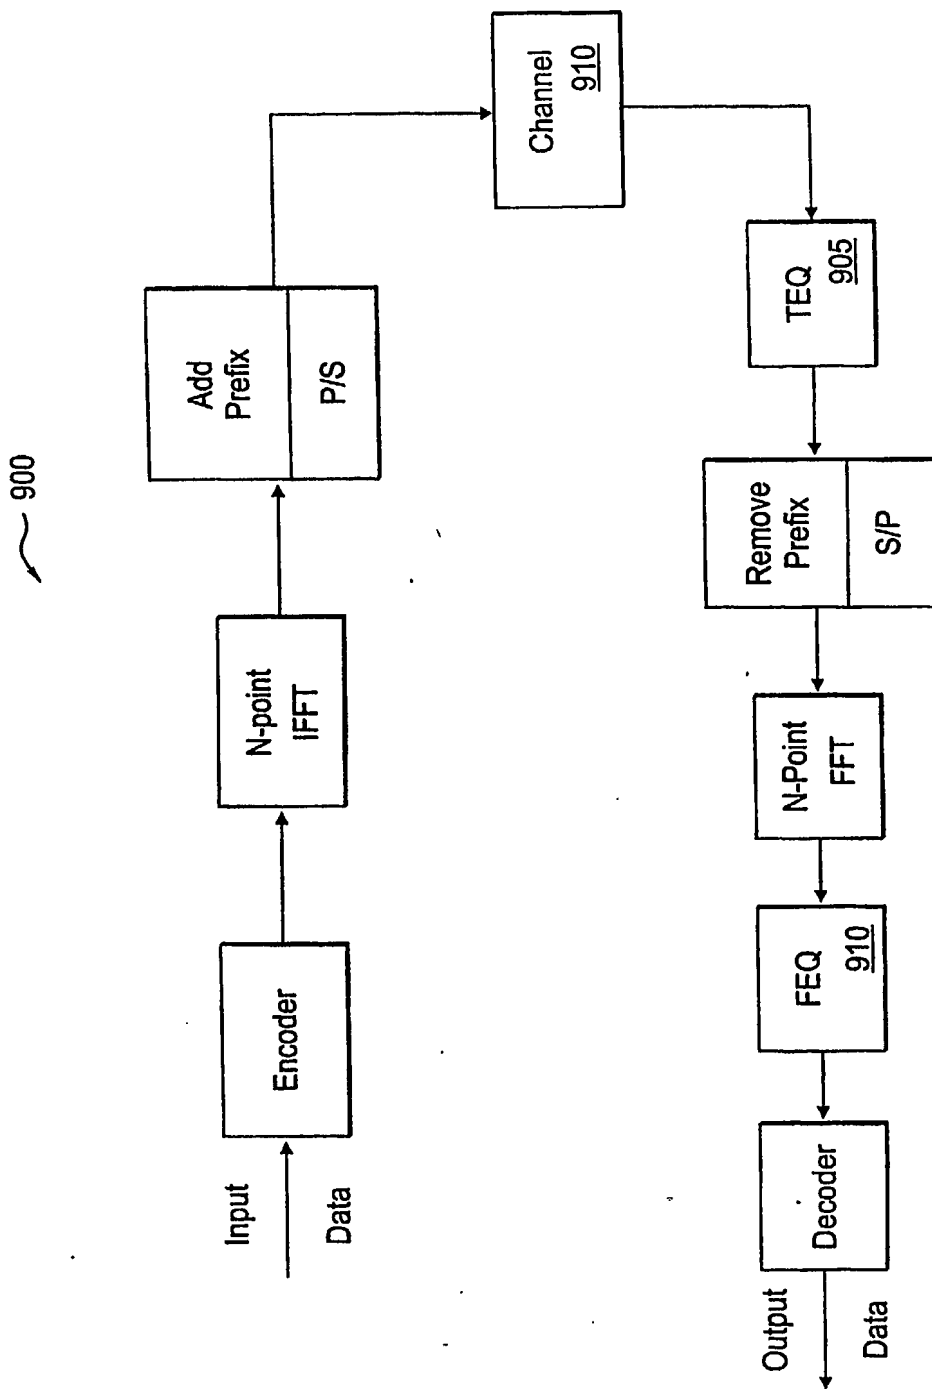 900
Input
Data
Encoder
N-point
IFFT
Add
Prefix
P/S
Channel
910
TEQ
905
Remove
Prefix
S/P
N-Point
FFT
FEQ
910
Decoder
Output
Data